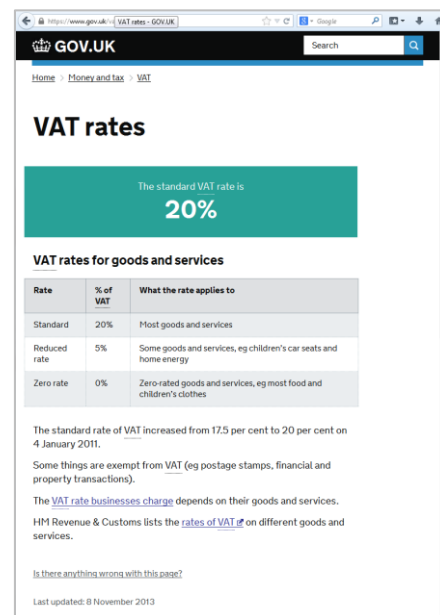 https://www.gov.uk/v
VAT rates - GOV.UK
Google
GOV.UK
Search
Home > Money and tax > VAT
VAT rates
The standard VAT rate is
20%
VAT rates for goods and services
Rate % of What the rate applies to
VAT
Standard 20% Most goods and services
Reduced 5% Some goods and services, eg children's car seats and
rate home energy
Zero rate 0% Zero-rated goods and services, eg most food and
children's clothes
The standard rate of VAT increased from 17.5 per cent to 20 per cent on
4 January 2011.
Some things are exempt from VAT (eg postage stamps, financial and
property transactions).
The VAT rate businesses charge depends on their goods and services.
HM Revenue & Customs lists the rates of VAT on different goods and
services.
Is there anything wrong with this page?
Last updated: 8 November 2013